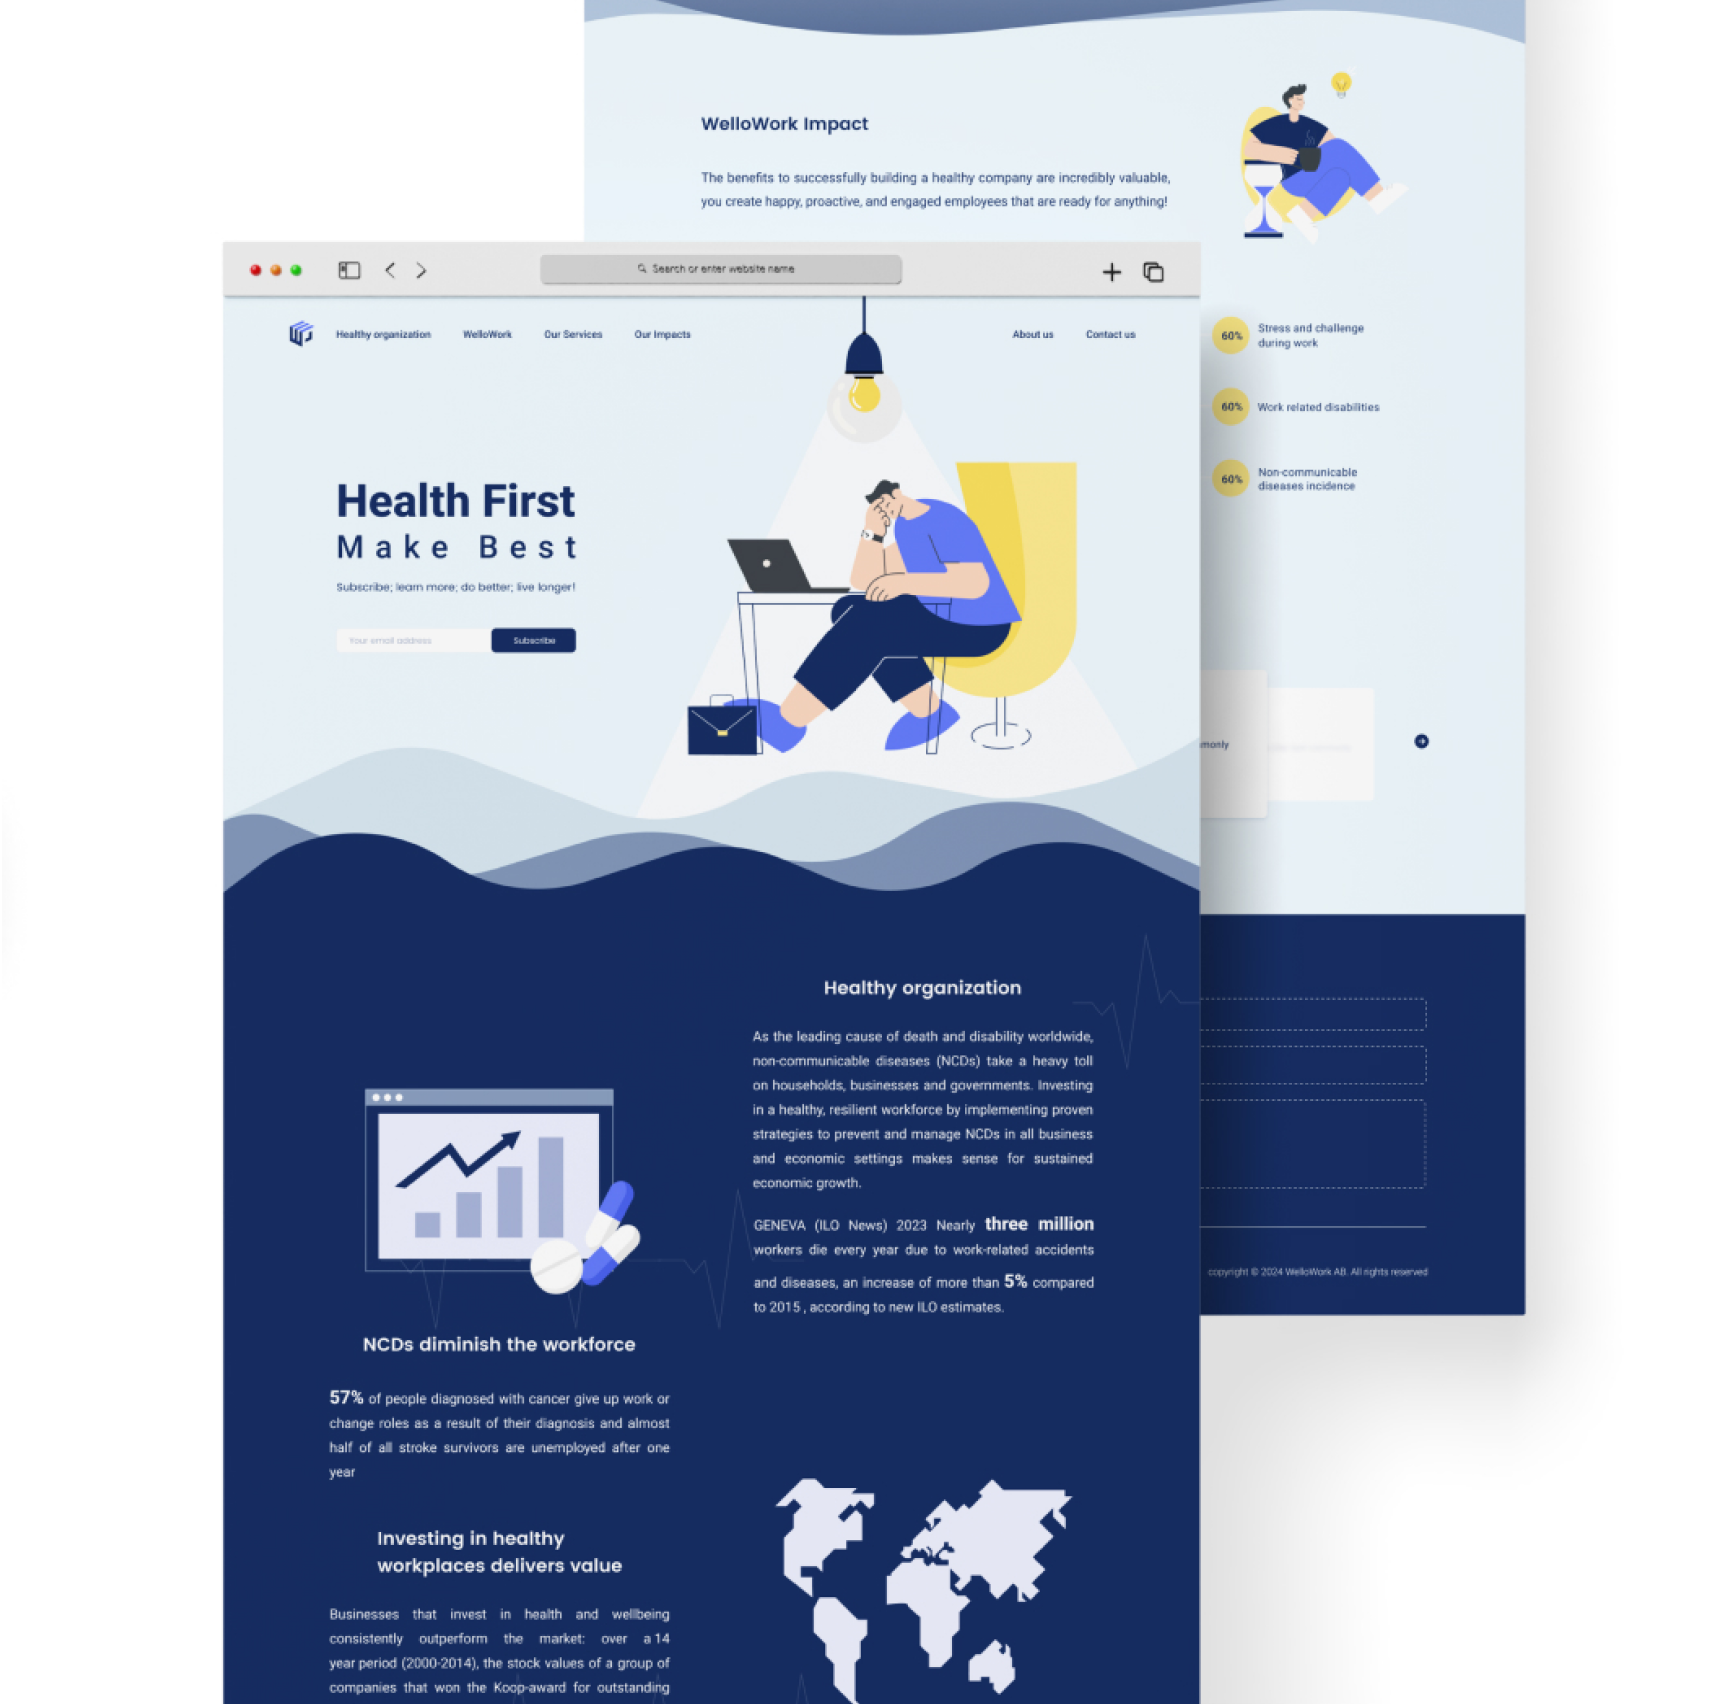 WelloWork Impact
The benefits to successfully building a healthy company are incredibly valuable,
you create happy, proactive, and engaged employees that are ready for anything!
Search or enter website name
Healthy organization
WelloWork
Our Services
Our Impacts
About us
Contact us
Health First
Make Best
Subscribe; learn more; do better; live longer!
Your email address
Subscribe
60%
Stress and challenge
during work
60%
Work related disabilities
60%
Non-communicable
diseases incidence
monly
Healthy organization
As the leading cause of death and disability worldwide,
non-communicable diseases (NCDs) take a heavy toll
on households, businesses and governments. Investing
in a healthy, resilient workforce by implementing proven
strategies to prevent and manage NCDs in all business
and economic settings makes sense for sustained
economic growth.
GENEVA (ILO News) 2023 Nearly three million
workers die every year due to work-related accidents
and diseases, an increase of more than 5% compared
to 2015 , according to new ILO estimates.
NCDs diminish the workforce
57% of people diagnosed with cancer give up work or
change roles as a result of their diagnosis and almost
half of all stroke survivors are unemployed after one
year
Investing in healthy
workplaces delivers value
Businesses that invest in health and wellbeing
consistently outperform the market: over a 14
year period (2000-2014), the stock values of a group of
companies that won the Koop-award for outstanding
copyright © 2024 WelloWork AB. All rights reserved